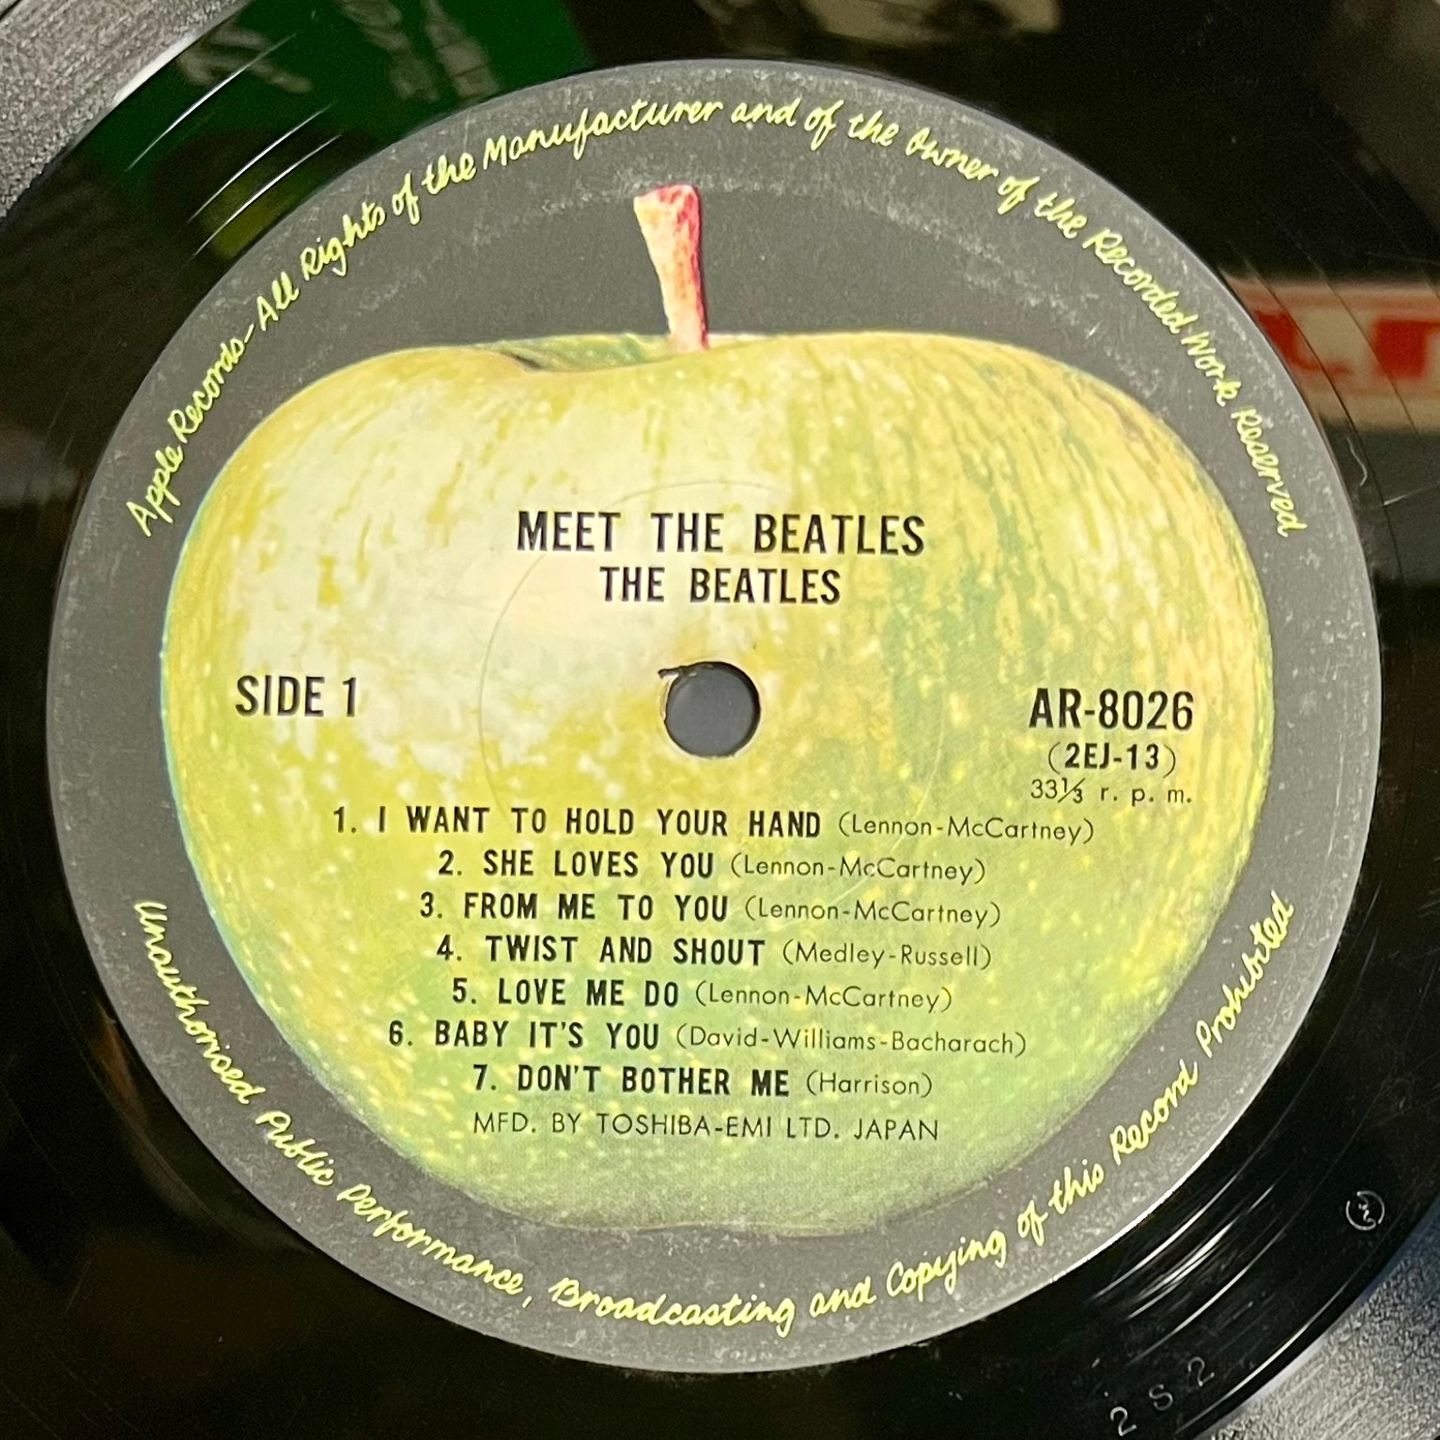 Apple Records-All Rights of the Manufacturer and of the Owner of the Recorded Work Reserved
MEET THE BEATLES
THE BEATLES
SIDE 1
AR-8026
(2EJ-13)
33⅓ r. p. m.
1. I WANT TO HOLD YOUR HAND (Lennon-McCartney)
2. SHE LOVES YOU (Lennon-McCartney)
3. FROM ME TO YOU (Lennon-McCartney)
4. TWIST AND SHOUT (Medley-Russell)
5. LOVE ME DO (Lennon-McCartney)
6. BABY IT'S YOU (David-Williams-Bacharach)
7. DON'T BOTHER ME (Harrison)
MFD. BY TOSHIBA-EMI LTD. JAPAN
Unauthorised Public Performance, Broadcasting and Copying of this Record Prohibited
2 S 2